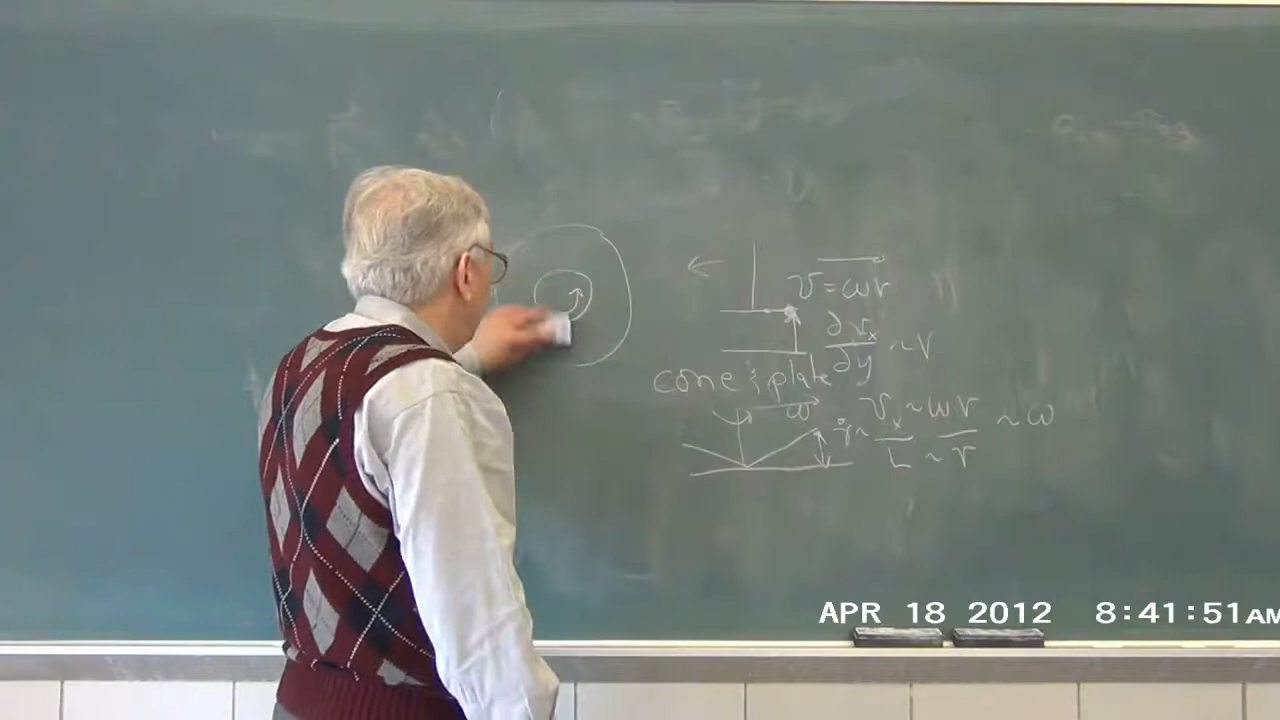 v = ωr
∂vₓ/∂y ~ r
cone & plate
ω
γ̇ ~ vₓ/L ~ ωr/~r ~ ω
APR 18 2012 8:41:51AM